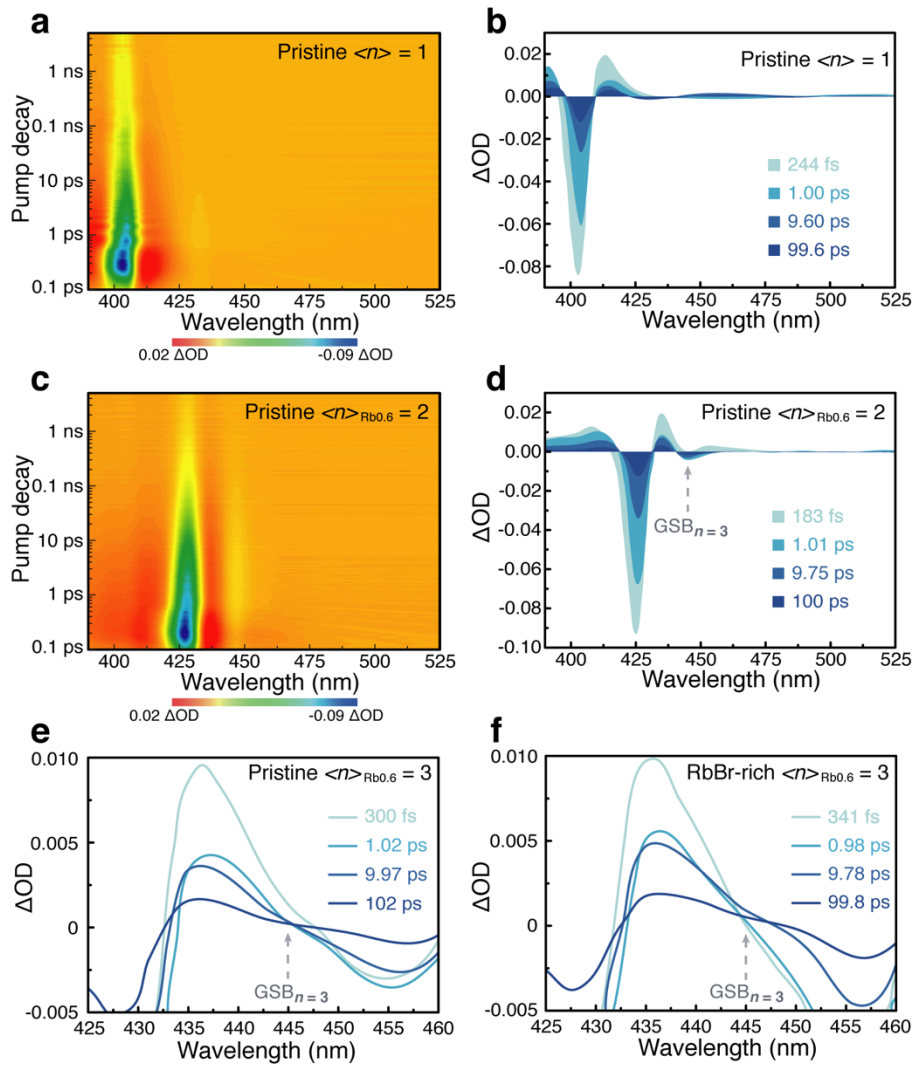 a
Pristine <n> = 1
Pump decay
1 ns
0.1 ns
10 ps
1 ps
0.1 ps
400 425 450 475 500 525
Wavelength (nm)
0.02 ΔOD -0.09 ΔOD
b
Pristine <n> = 1
ΔOD
0.02
0.00
-0.02
-0.04
-0.06
-0.08
244 fs
1.00 ps
9.60 ps
99.6 ps
400 425 450 475 500 525
Wavelength (nm)
c
Pristine <n>Rb0.6 = 2
Pump decay
1 ns
0.1 ns
10 ps
1 ps
0.1 ps
400 425 450 475 500 525
Wavelength (nm)
0.02 ΔOD -0.09 ΔOD
d
Pristine <n>Rb0.6 = 2
ΔOD
0.02
0.00
-0.02
-0.04
-0.06
-0.08
-0.10
GSBn = 3
183 fs
1.01 ps
9.75 ps
100 ps
400 425 450 475 500 525
Wavelength (nm)
e
Pristine <n>Rb0.6 = 3
ΔOD
0.010
0.005
0
-0.005
300 fs
1.02 ps
9.97 ps
102 ps
GSBn = 3
425 430 435 440 445 450 455 460
Wavelength (nm)
f
RbBr-rich <n>Rb0.6 = 3
ΔOD
0.010
0.005
0
-0.005
341 fs
0.98 ps
9.78 ps
99.8 ps
GSBn = 3
425 430 435 440 445 450 455 460
Wavelength (nm)